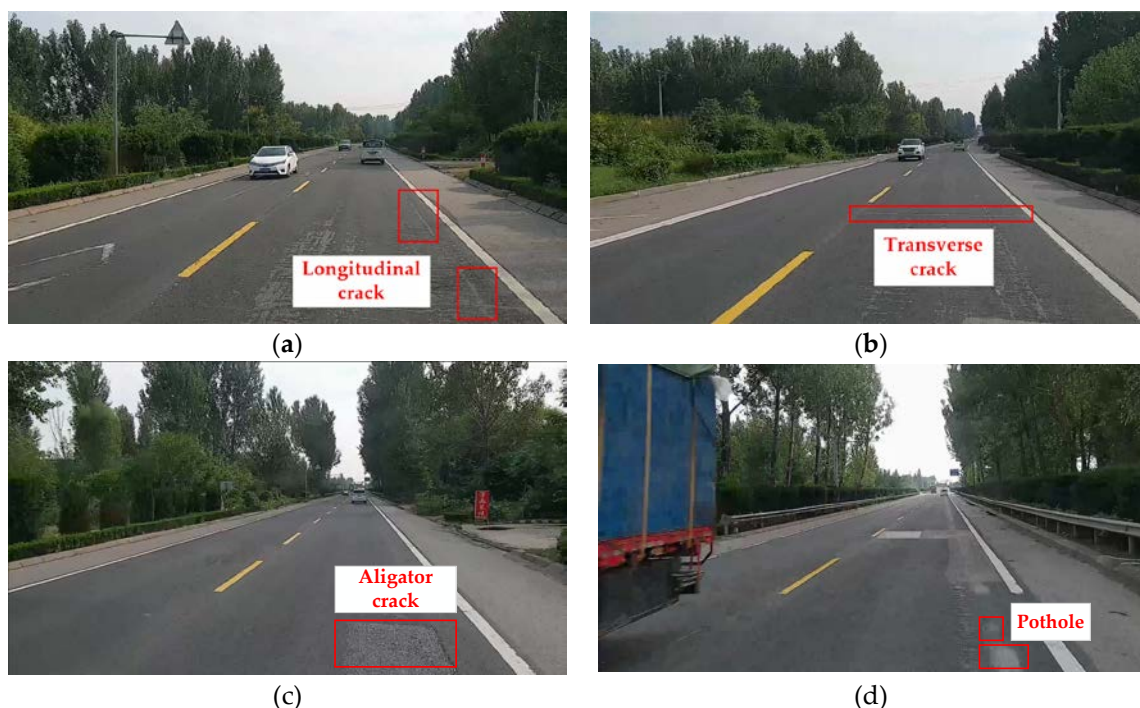 Longitudinal
crack
Transverse
crack
(a)
(b)
Aligator
crack
Pothole
(c)
(d)